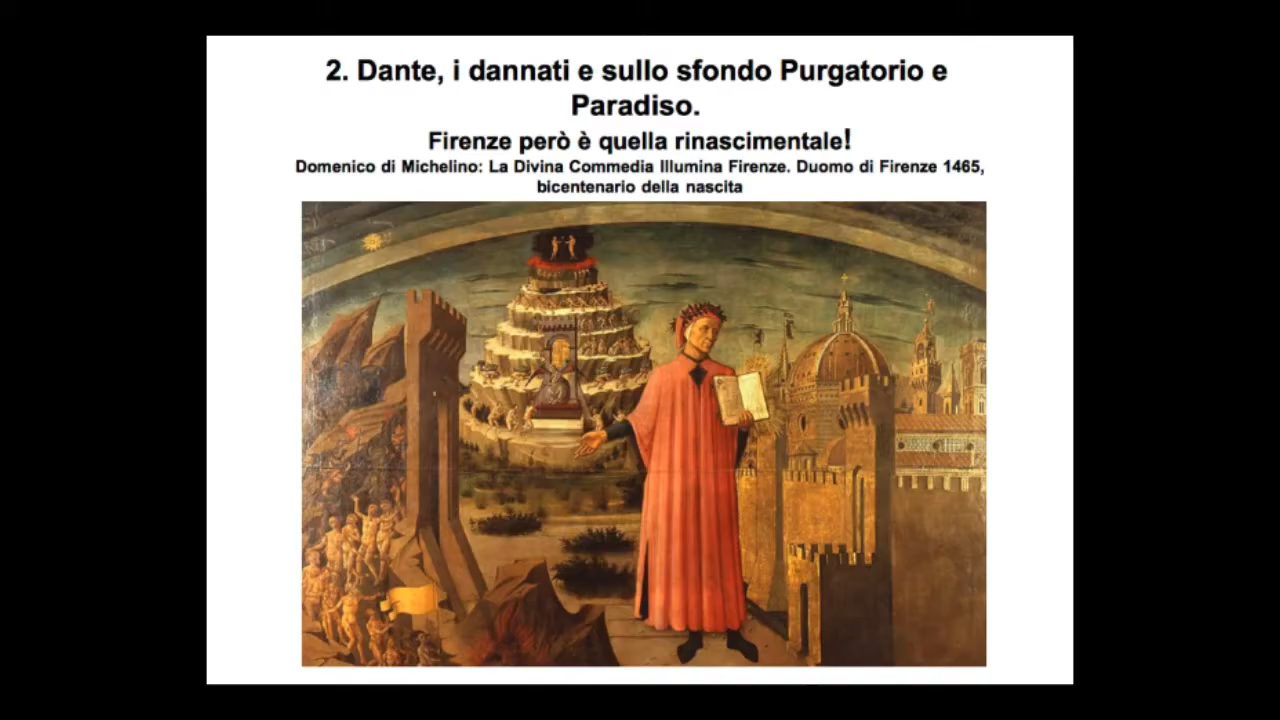 2. Dante, i dannati e sullo sfondo Purgatorio e
Paradiso.
Firenze però è quella rinascimentale!
Domenico di Michelino: La Divina Commedia Illumina Firenze. Duomo di Firenze 1465,
bicentenario della nascita